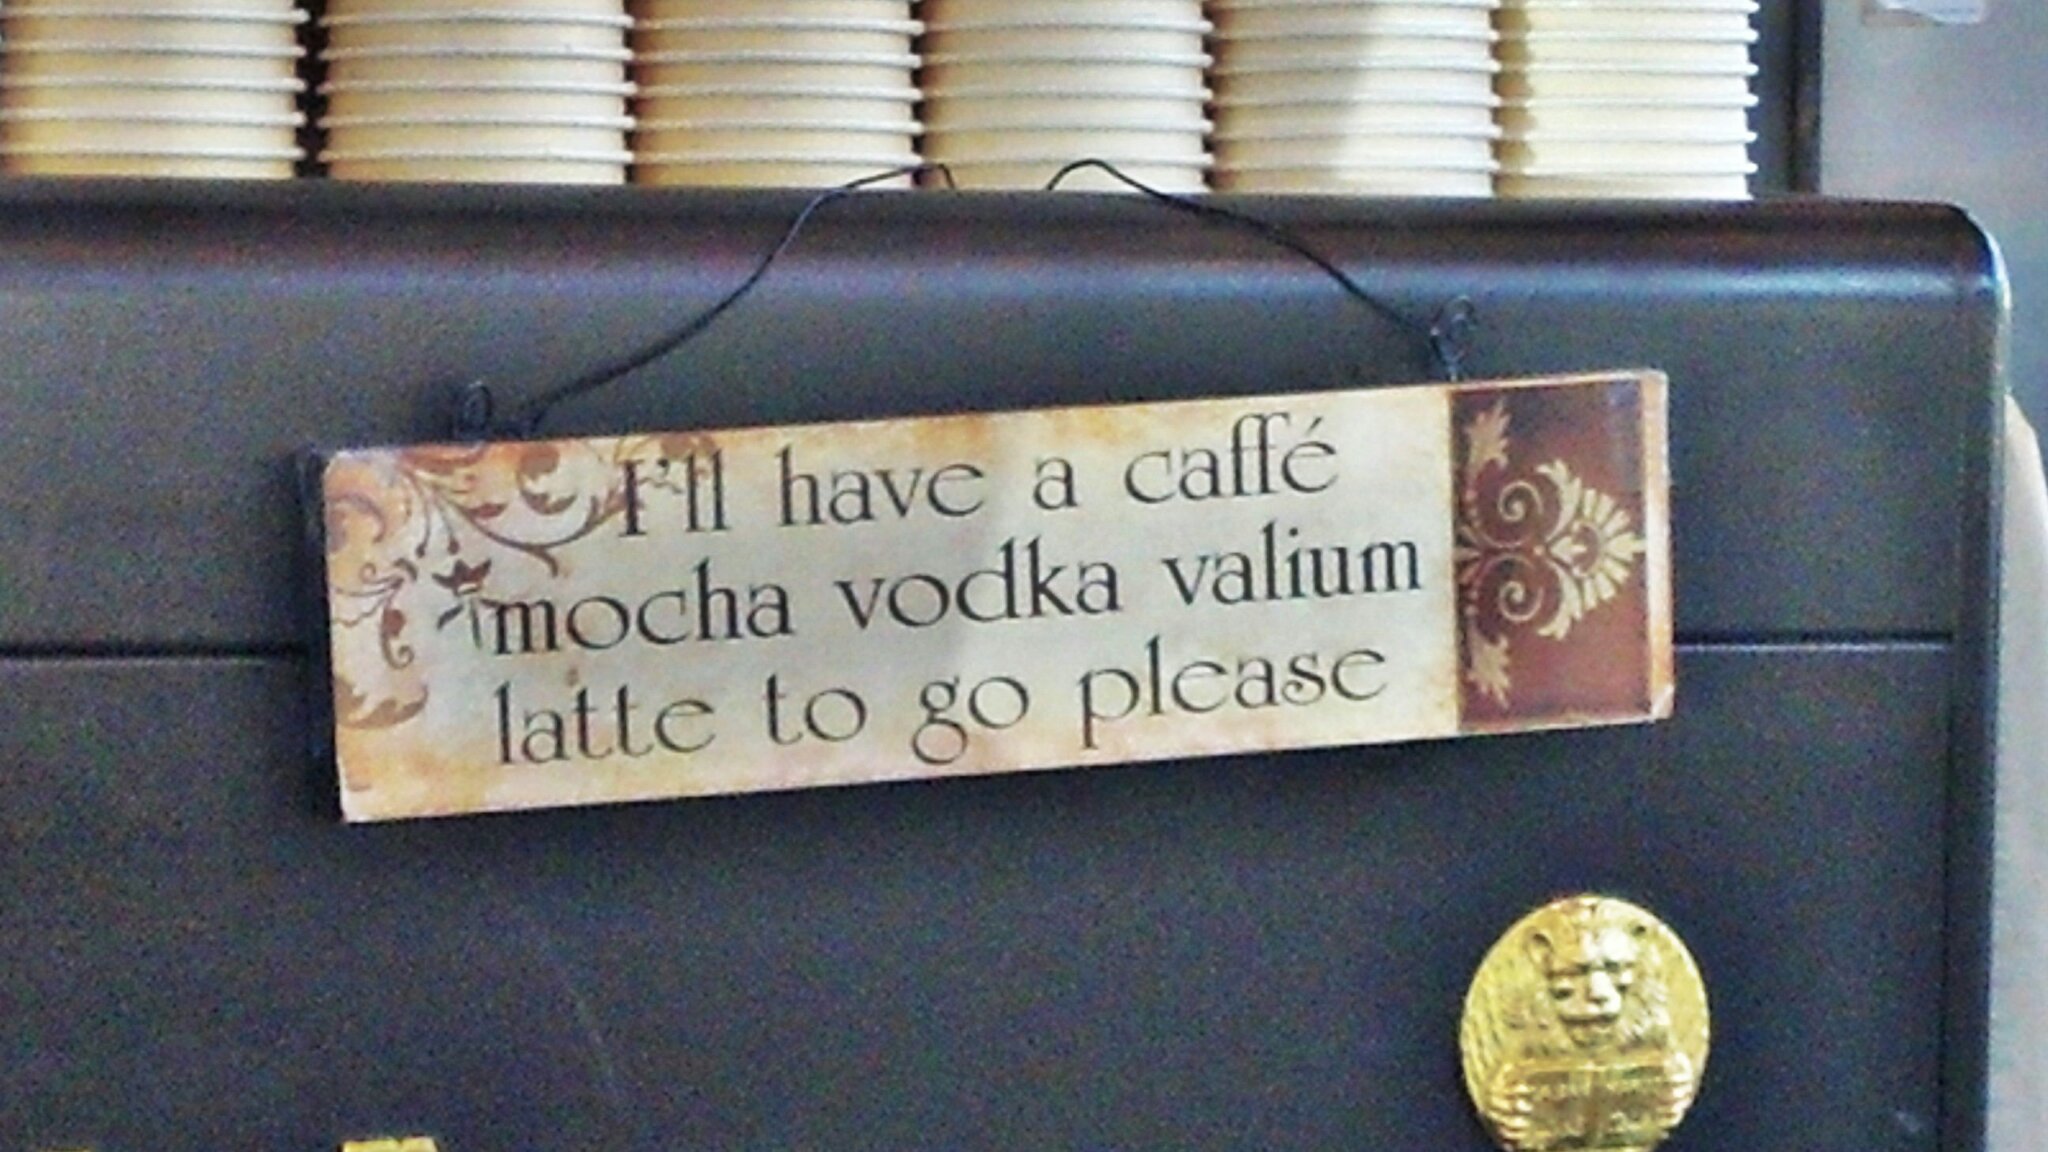 I'll have a caffé
mocha vodka valium
latte to go please